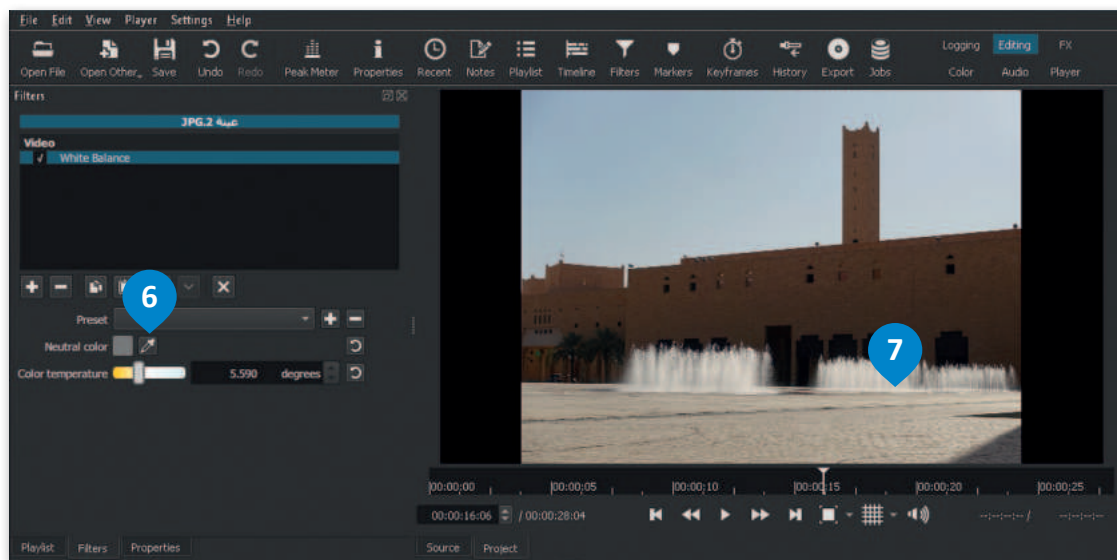 File Edit View Player Settings Help
Open File Open Other.. Save Undo Redo Peak Meter Properties Recent Notes Playlist Timeline Filters Markers Keyframes History Export Jobs
Logging Editing FX
Color Audio Player
Filters
عينة 2.JPG
Video
White Balance
6
Preset
Neutral color
7
Color temperature 5.590 degrees
00:00:00 00:00:05 00:00:10 00:00:15 00:00:20 00:00:25
00:00:16:06 / 00:00:28:04 --:--:--:-- / --:--:--:--
Playlist Filters Properties Source Project